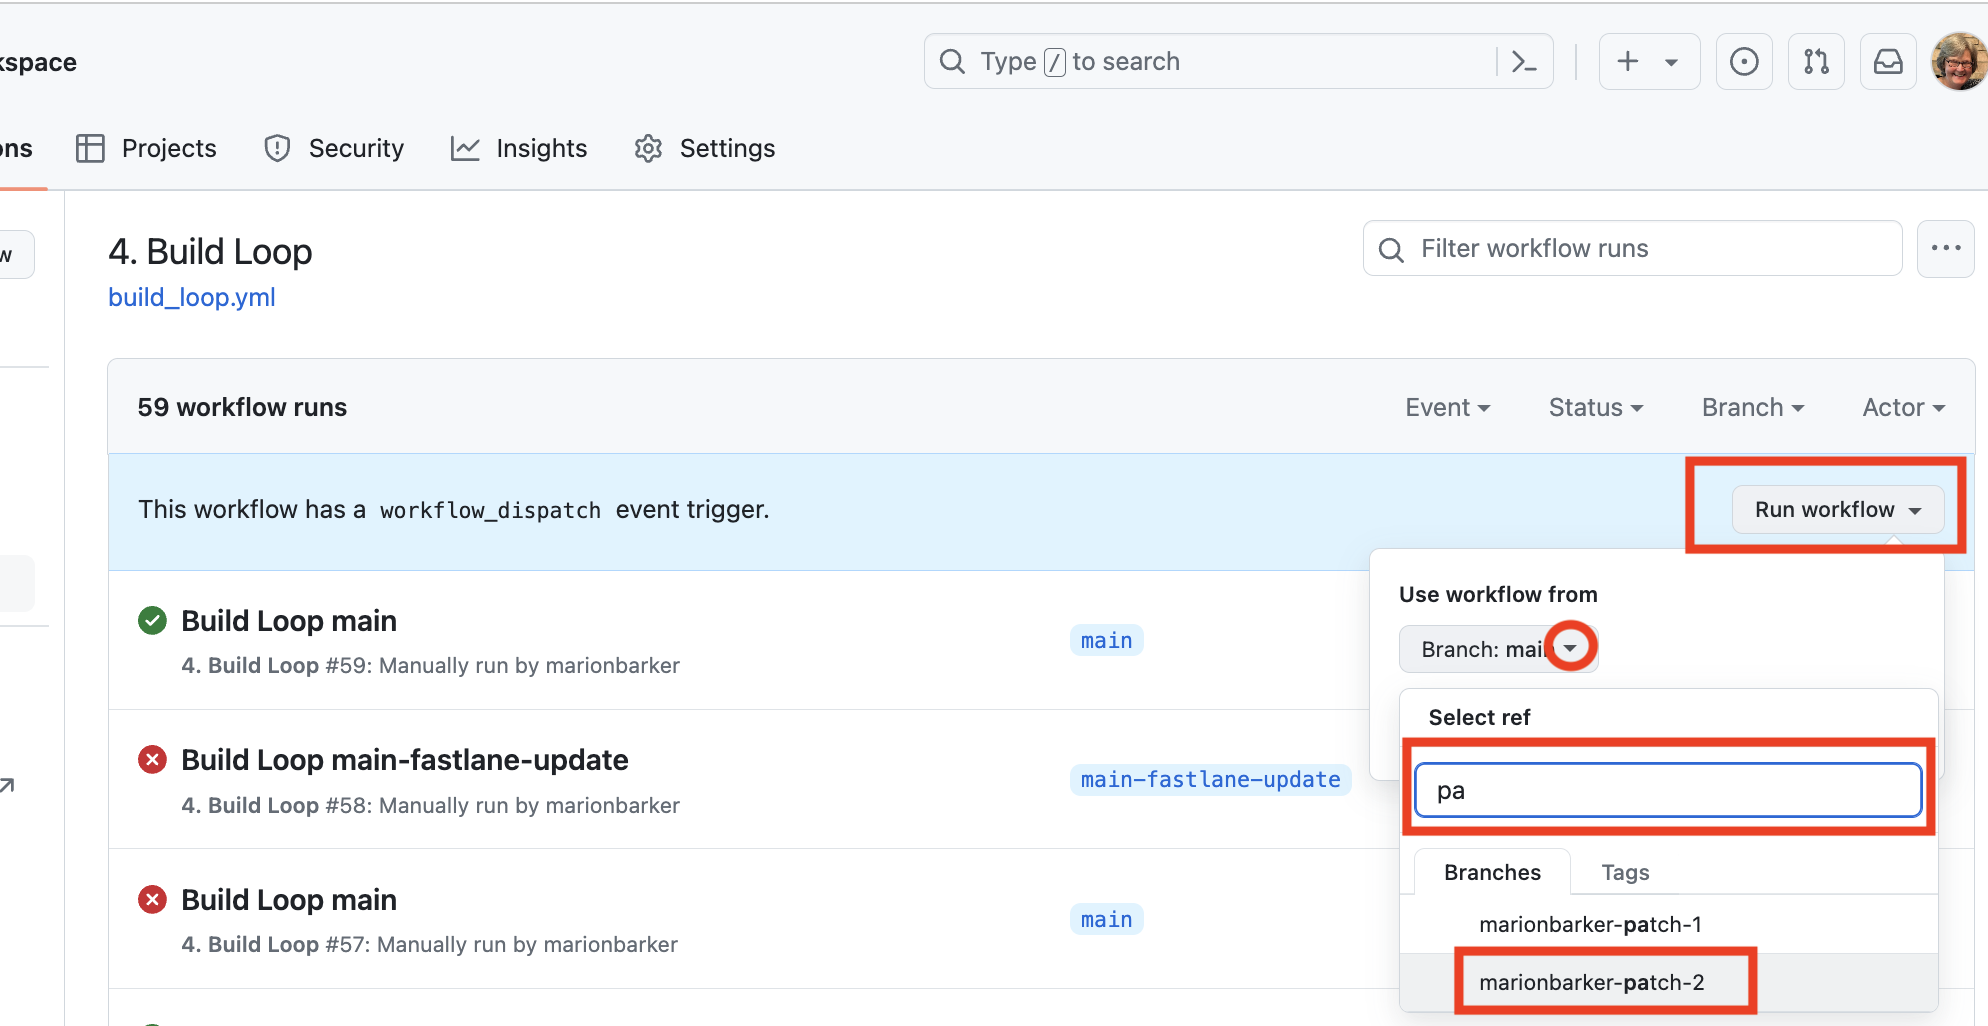 kspace
Type / to search
ons
Projects
Security
Insights
Settings
w
4. Build Loop
Filter workflow runs
build_loop.yml
59 workflow runs
Event
Status
Branch
Actor
This workflow has a workflow_dispatch event trigger.
Run workflow
Use workflow from
Build Loop main
main
4. Build Loop #59: Manually run by marionbarker
Branch: main
Select ref
Build Loop main-fastlane-update
main-fastlane-update
4. Build Loop #58: Manually run by marionbarker
pa
Branches
Tags
Build Loop main
main
4. Build Loop #57: Manually run by marionbarker
marionbarker-patch-1
marionbarker-patch-2